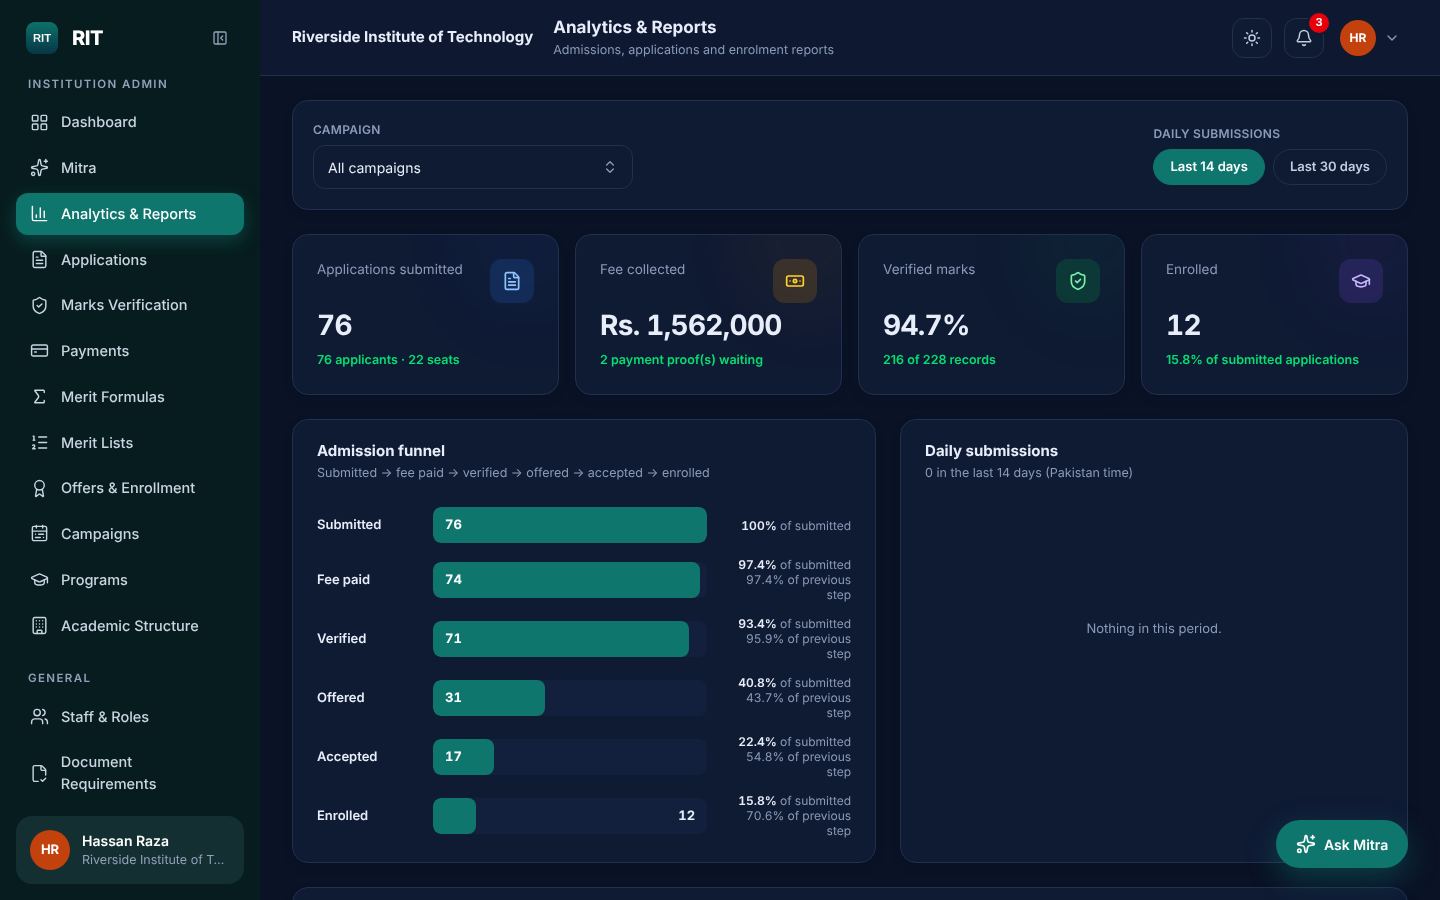 RIT
RIT
INSTITUTION ADMIN
Dashboard
Mitra
Analytics & Reports
Applications
Marks Verification
Payments
Merit Formulas
Merit Lists
Offers & Enrollment
Campaigns
Programs
Academic Structure
GENERAL
Staff & Roles
Document
Requirements
HR
Hassan Raza
Riverside Institute of T...
Riverside Institute of Technology
Analytics & Reports
Admissions, applications and enrolment reports
3
HR
CAMPAIGN
All campaigns
DAILY SUBMISSIONS
Last 14 days
Last 30 days
Applications submitted
76
76 applicants · 22 seats
Fee collected
Rs. 1,562,000
2 payment proof(s) waiting
Verified marks
94.7%
216 of 228 records
Enrolled
12
15.8% of submitted applications
Admission funnel
Submitted → fee paid → verified → offered → accepted → enrolled
Submitted
76
100% of submitted
Fee paid
74
97.4% of submitted
97.4% of previous
step
Verified
71
93.4% of submitted
95.9% of previous
step
Offered
31
40.8% of submitted
43.7% of previous
step
Accepted
17
22.4% of submitted
54.8% of previous
step
Enrolled
12
15.8% of submitted
70.6% of previous
step
Daily submissions
0 in the last 14 days (Pakistan time)
Nothing in this period.
Ask Mitra